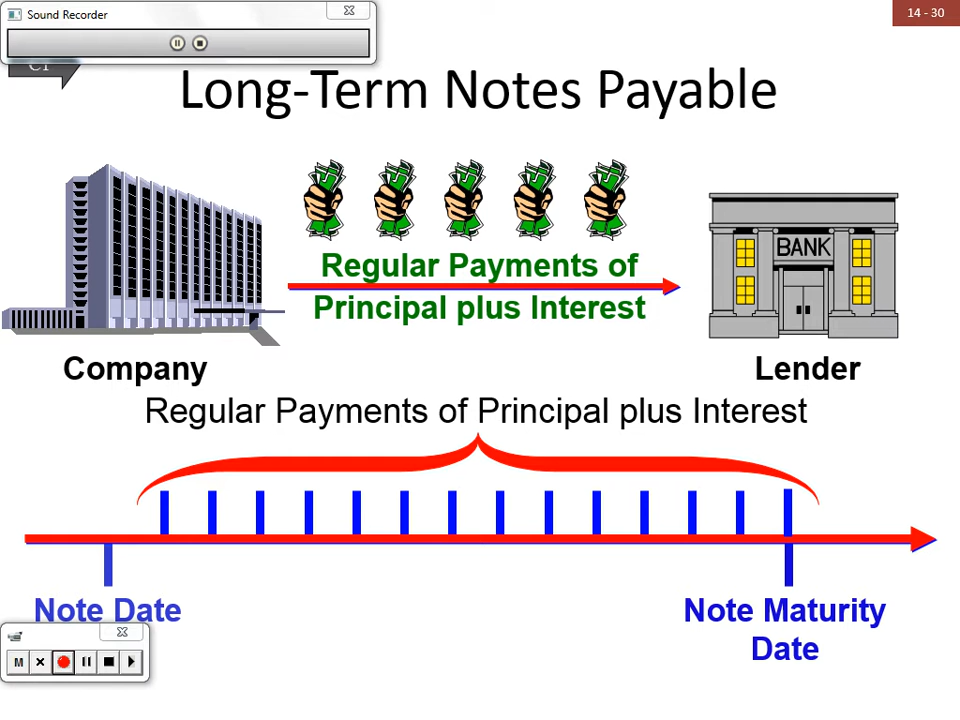 Sound Recorder
14 - 30
C1
Long-Term Notes Payable
Regular Payments of
Principal plus Interest
BANK
Company
Lender
Regular Payments of Principal plus Interest
Note Date
Note Maturity
Date
M